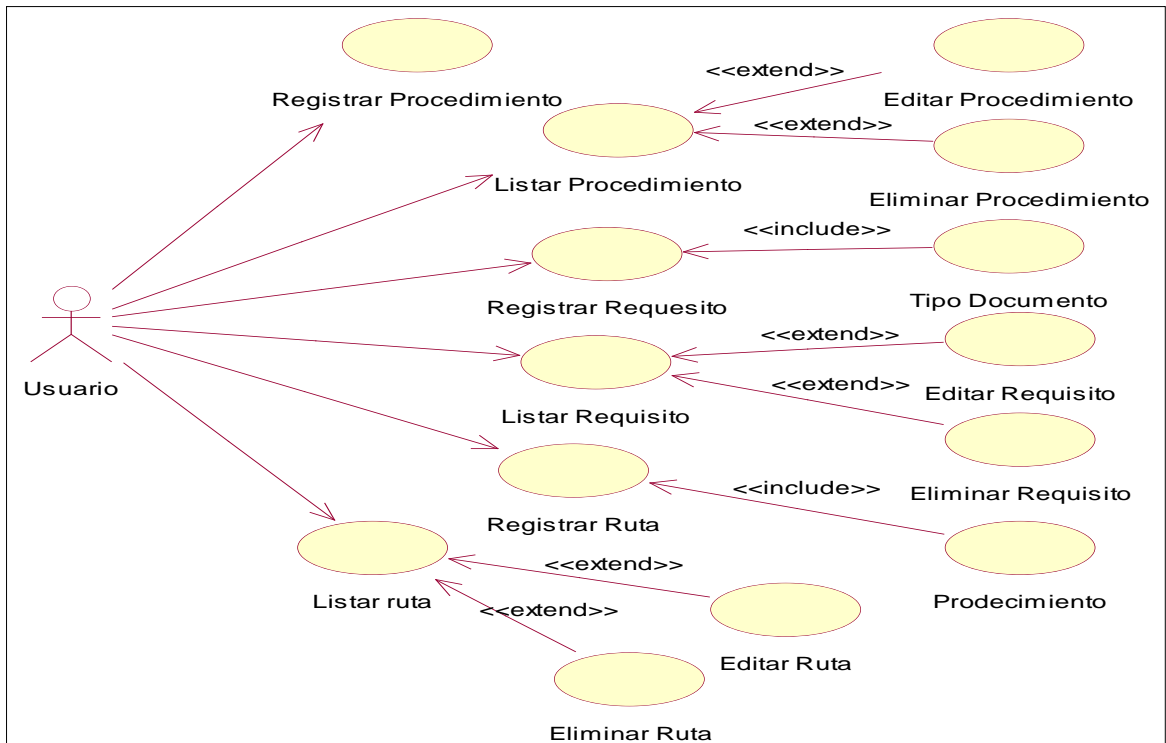 <<extend>>
Registrar Procedimiento
Editar Procedimiento
<<extend>>
Listar Procedimiento
Eliminar Procedimiento
<<include>>
Registrar Requesito
Tipo Documento
<<extend>>
Usuario
<<extend>>
Editar Requisito
Listar Requisito
<<include>>
Eliminar Requisito
Registrar Ruta
<<extend>>
Listar ruta
Prodecimiento
<<extend>>
Editar Ruta
Eliminar Ruta